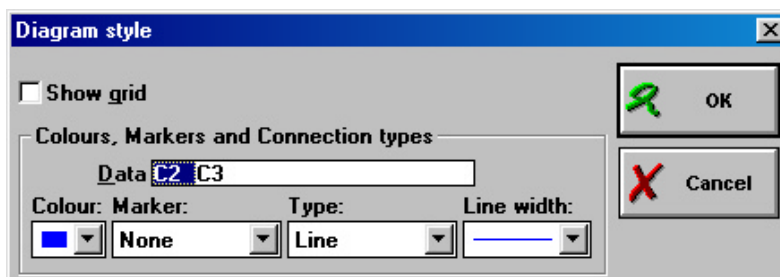 Diagram style
Show grid
OK
Colours, Markers and Connection types
Data C2 C3
Cancel
Colour: Marker: Type: Line width:
None Line